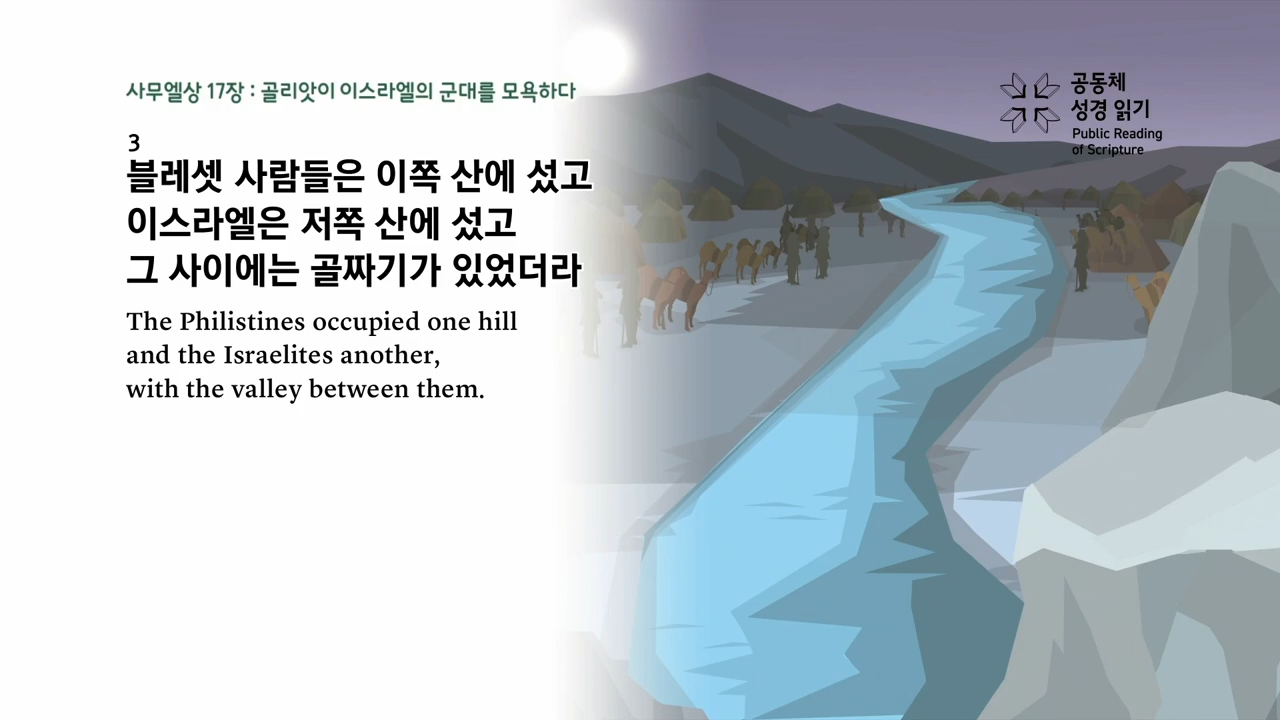 사무엘상 17장 : 골리앗이 이스라엘의 군대를 모욕하다
3
블레셋 사람들은 이쪽 산에 섰고
이스라엘은 저쪽 산에 섰고
그 사이에는 골짜기가 있었더라
The Philistines occupied one hill
and the Israelites another,
with the valley between them.
공동체
성경 읽기
Public Reading
of Scripture